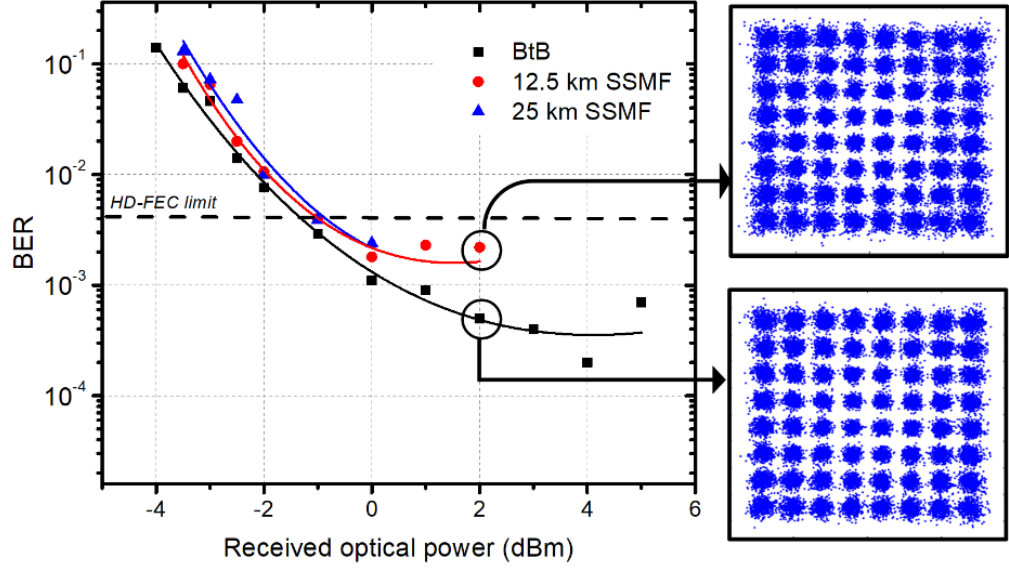 BtB
12.5 km SSMF
25 km SSMF
HD-FEC limit
BER
10⁻¹
10⁻²
10⁻³
10⁻⁴
-4 -2 0 2 4 6
Received optical power (dBm)